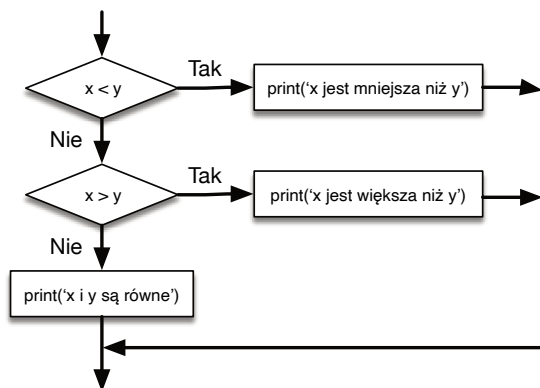 x < y
Tak
print(‘x jest mniejsza niż y’)
Nie
x > y
Tak
print(‘x jest większa niż y’)
Nie
print(‘x i y są równe’)